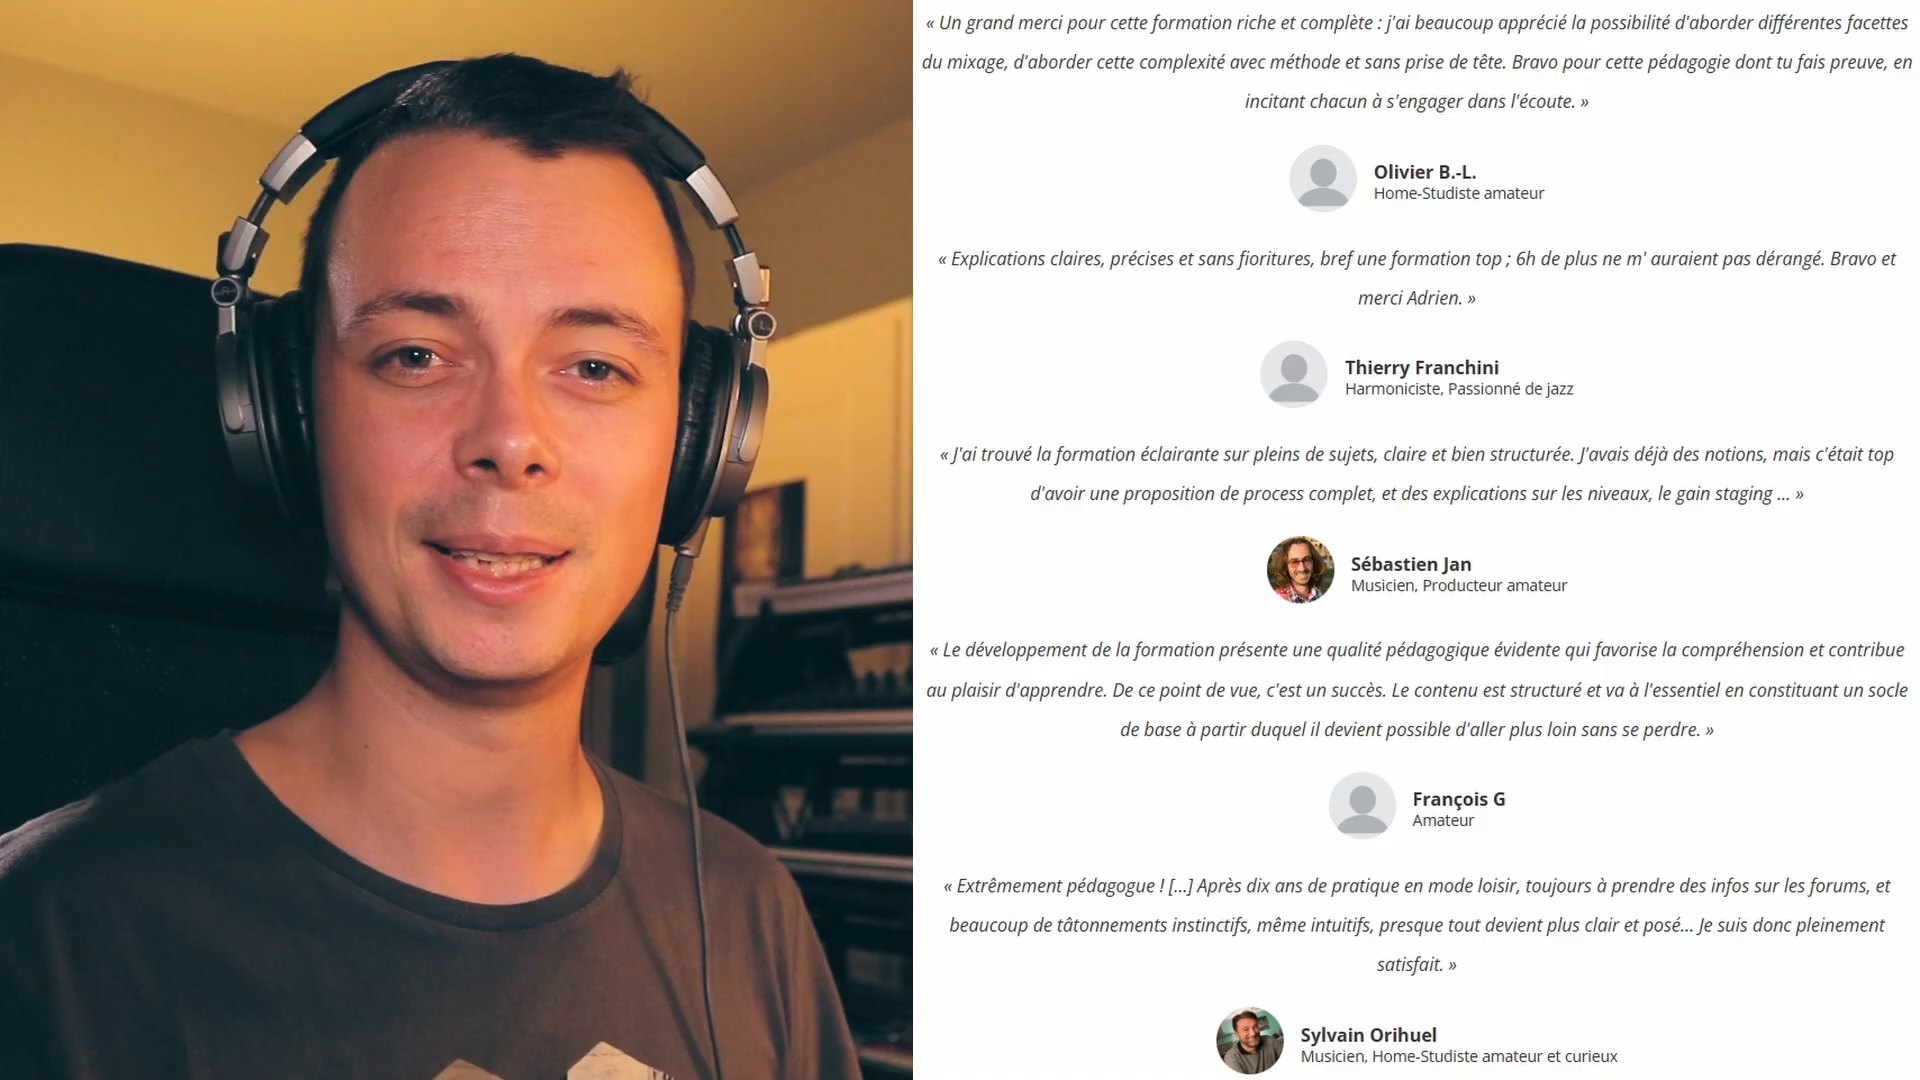 « Un grand merci pour cette formation riche et complète : j'ai beaucoup apprécié la possibilité d'aborder différentes facettes
du mixage, d'aborder cette complexité avec méthode et sans prise de tête. Bravo pour cette pédagogie dont tu fais preuve, en
incitant chacun à s'engager dans l'écoute. »
Olivier B.-L.
Home-Studiste amateur
« Explications claires, précises et sans fioritures, bref une formation top ; 6h de plus ne m' auraient pas dérangé. Bravo et
merci Adrien. »
Thierry Franchini
Harmoniciste, Passionné de jazz
« J'ai trouvé la formation éclairante sur pleins de sujets, claire et bien structurée. J'avais déjà des notions, mais c'était top
d'avoir une proposition de process complet, et des explications sur les niveaux, le gain staging ... »
Sébastien Jan
Musicien, Producteur amateur
« Le développement de la formation présente une qualité pédagogique évidente qui favorise la compréhension et contribue
au plaisir d'apprendre. De ce point de vue, c'est un succès. Le contenu est structuré et va à l'essentiel en constituant un socle
de base à partir duquel il devient possible d'aller plus loin sans se perdre. »
François G
Amateur
« Extrêmement pédagogue ! [...] Après dix ans de pratique en mode loisir, toujours à prendre des infos sur les forums, et
beaucoup de tâtonnements instinctifs, même intuitifs, presque tout devient plus clair et posé... Je suis donc pleinement
satisfait. »
Sylvain Orihuel
Musicien, Home-Studiste amateur et curieux